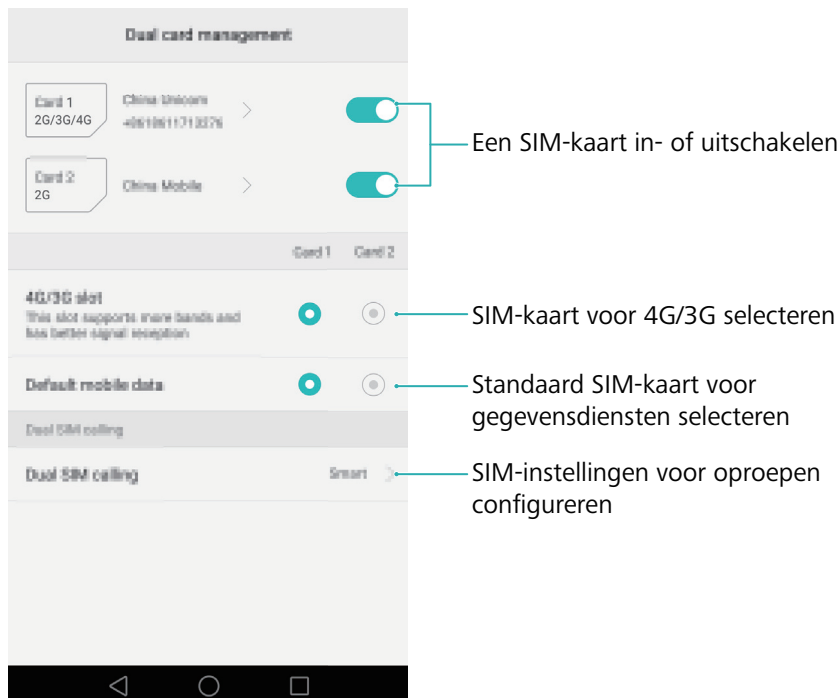 Dual card management
Card 1
2G/3G/4G
China Unicom
Een SIM-kaart in- of uitschakelen
Card 2
2G
China Mobile
Card 1 Card 2
4G/3G slot
This slot supports more bands and
has better signal reception
SIM-kaart voor 4G/3G selecteren
Default mobile data
Standaard SIM-kaart voor
gegevensdiensten selecteren
Dual SIM calling
Dual SIM calling
Smart
SIM-instellingen voor oproepen
configureren